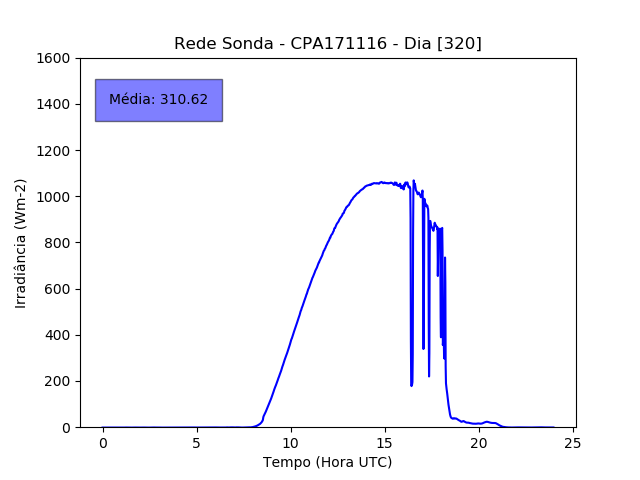 Rede Sonda - CPA171116 - Dia [320]
1600
1400
1200
1000
800
600
400
200
0
Irradiância (Wm-2)
Média: 310.62
0 5 10 15 20 25
Tempo (Hora UTC)